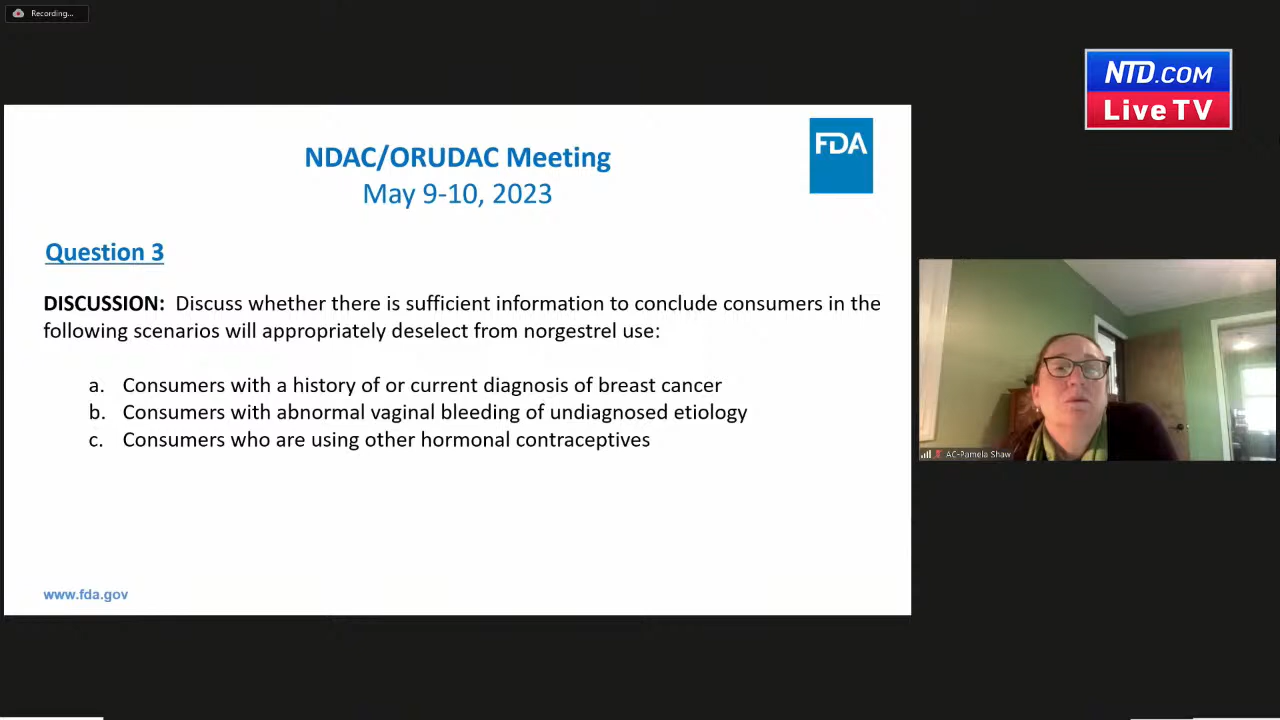 Recording...
NTD.COM
Live TV
FDA
NDAC/ORUDAC Meeting
May 9-10, 2023
Question 3
DISCUSSION: Discuss whether there is sufficient information to conclude consumers in the
following scenarios will appropriately deselect from norgestrel use:
a. Consumers with a history of or current diagnosis of breast cancer
b. Consumers with abnormal vaginal bleeding of undiagnosed etiology
c. Consumers who are using other hormonal contraceptives
AC-Pamela Shaw
www.fda.gov